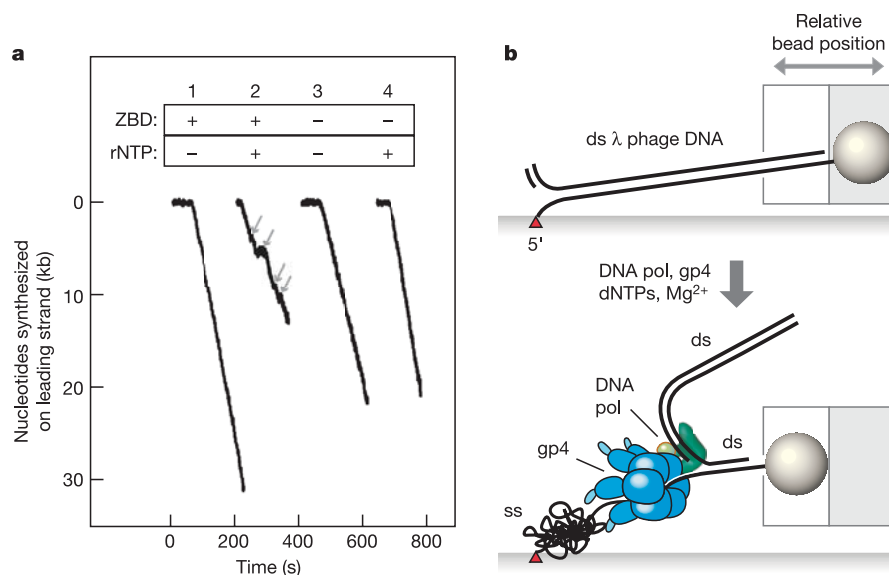 a
1 2 3 4
ZBD: + + – –
rNTP: – + – +
0
10
20
30
Nucleotides synthesized
on leading strand (kb)
0 200 400 600 800
Time (s)
b
Relative
bead position
ds λ phage DNA
5'
DNA pol, gp4
dNTPs, Mg²⁺
ds
DNA
pol
ds
gp4
ss